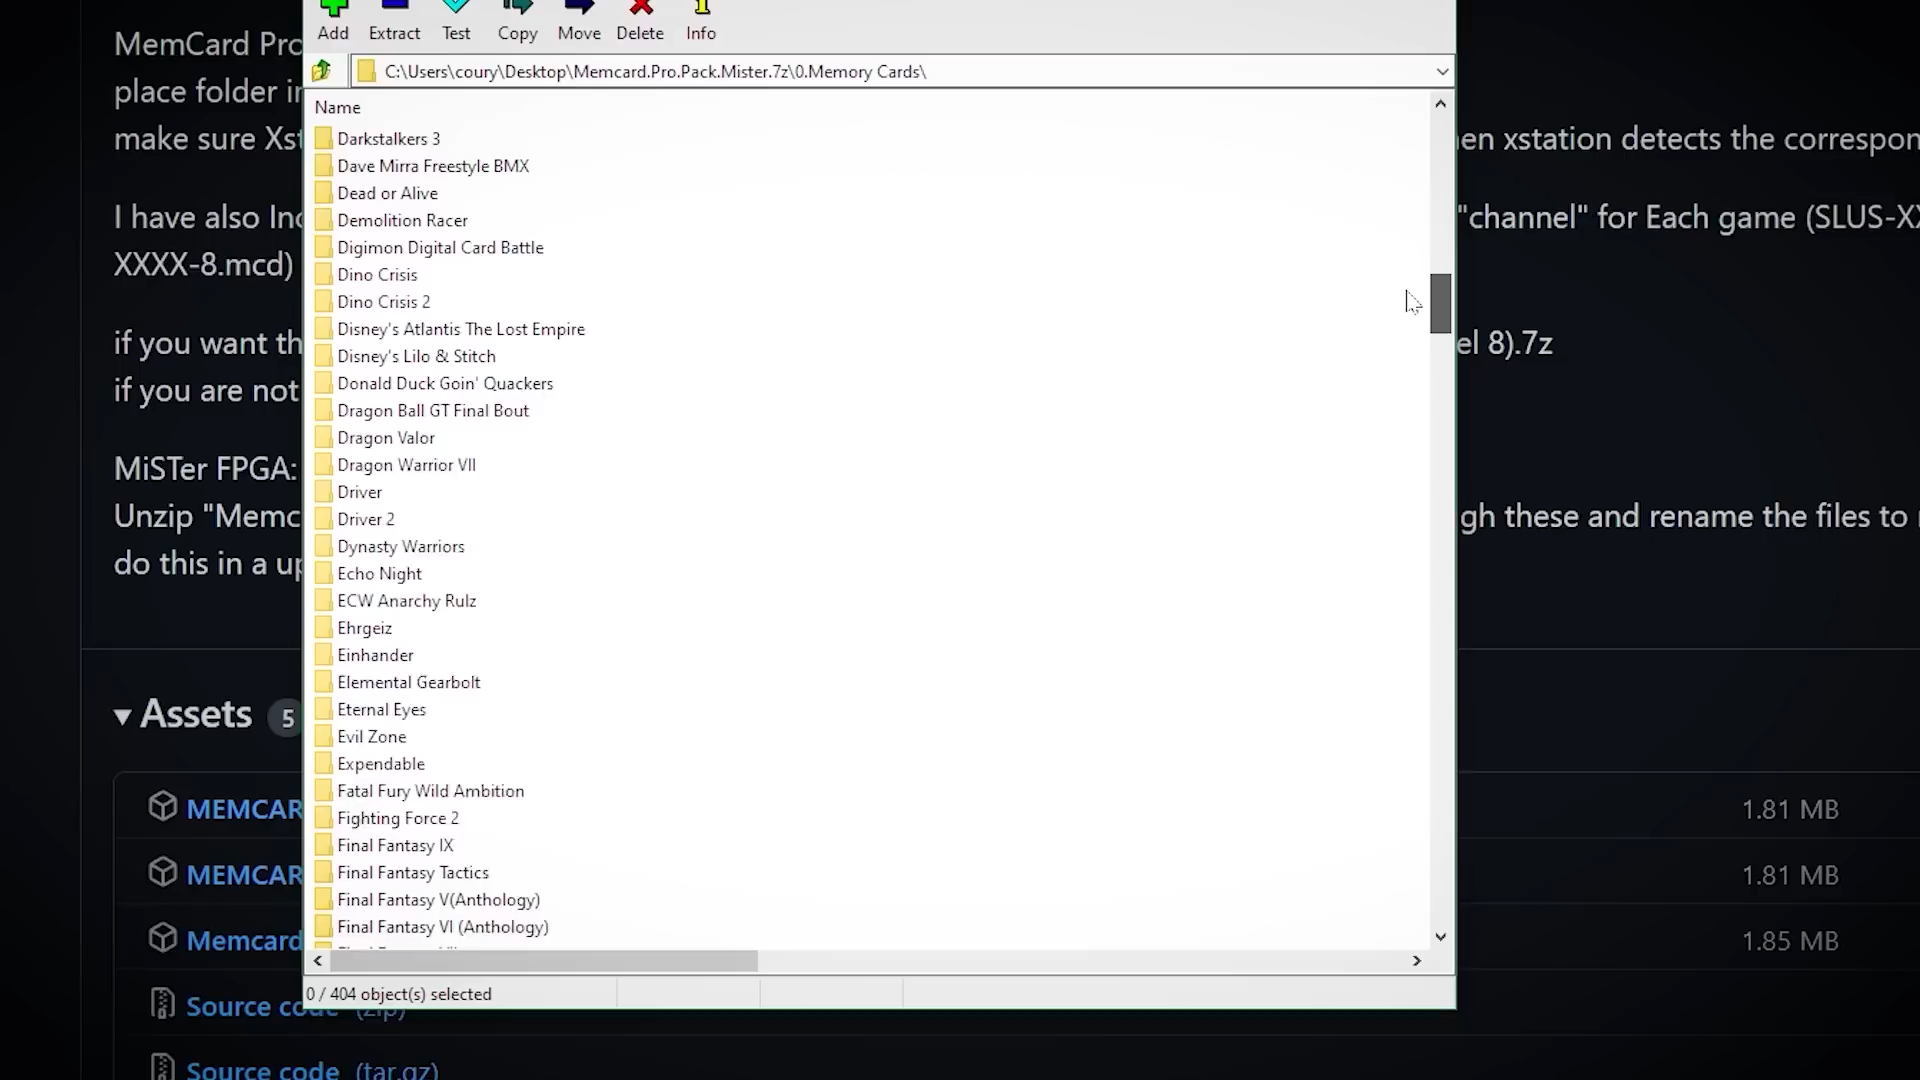 Add Extract Test Copy Move Delete Info
C:\Users\coury\Desktop\Memcard.Pro.Pack.Mister.7z\0.Memory Cards\
Name
Darkstalkers 3
Dave Mirra Freestyle BMX
Dead or Alive
Demolition Racer
Digimon Digital Card Battle
Dino Crisis
Dino Crisis 2
Disney's Atlantis The Lost Empire
Disney's Lilo & Stitch
Donald Duck Goin' Quackers
Dragon Ball GT Final Bout
Dragon Valor
Dragon Warrior VII
Driver
Driver 2
Dynasty Warriors
Echo Night
ECW Anarchy Rulz
Ehrgeiz
Einhander
Elemental Gearbolt
Eternal Eyes
Evil Zone
Expendable
Fatal Fury Wild Ambition
Fighting Force 2
Final Fantasy IX
Final Fantasy Tactics
Final Fantasy V(Anthology)
Final Fantasy VI (Anthology)
0 / 404 object(s) selected
MemCard Pro
place folder in
make sure Xst en xstation detects the correspon
I have also Inc "channel" for Each game (SLUS-XX
XXXX-8.mcd)
if you want th el 8).7z
if you are not
MiSTer FPGA:
Unzip "Memc gh these and rename the files to
do this in a up
Assets 5
MEMCAR 1.81 MB
MEMCAR 1.81 MB
Memcard 1.85 MB
Source code (zip)
Source code (tar.gz)